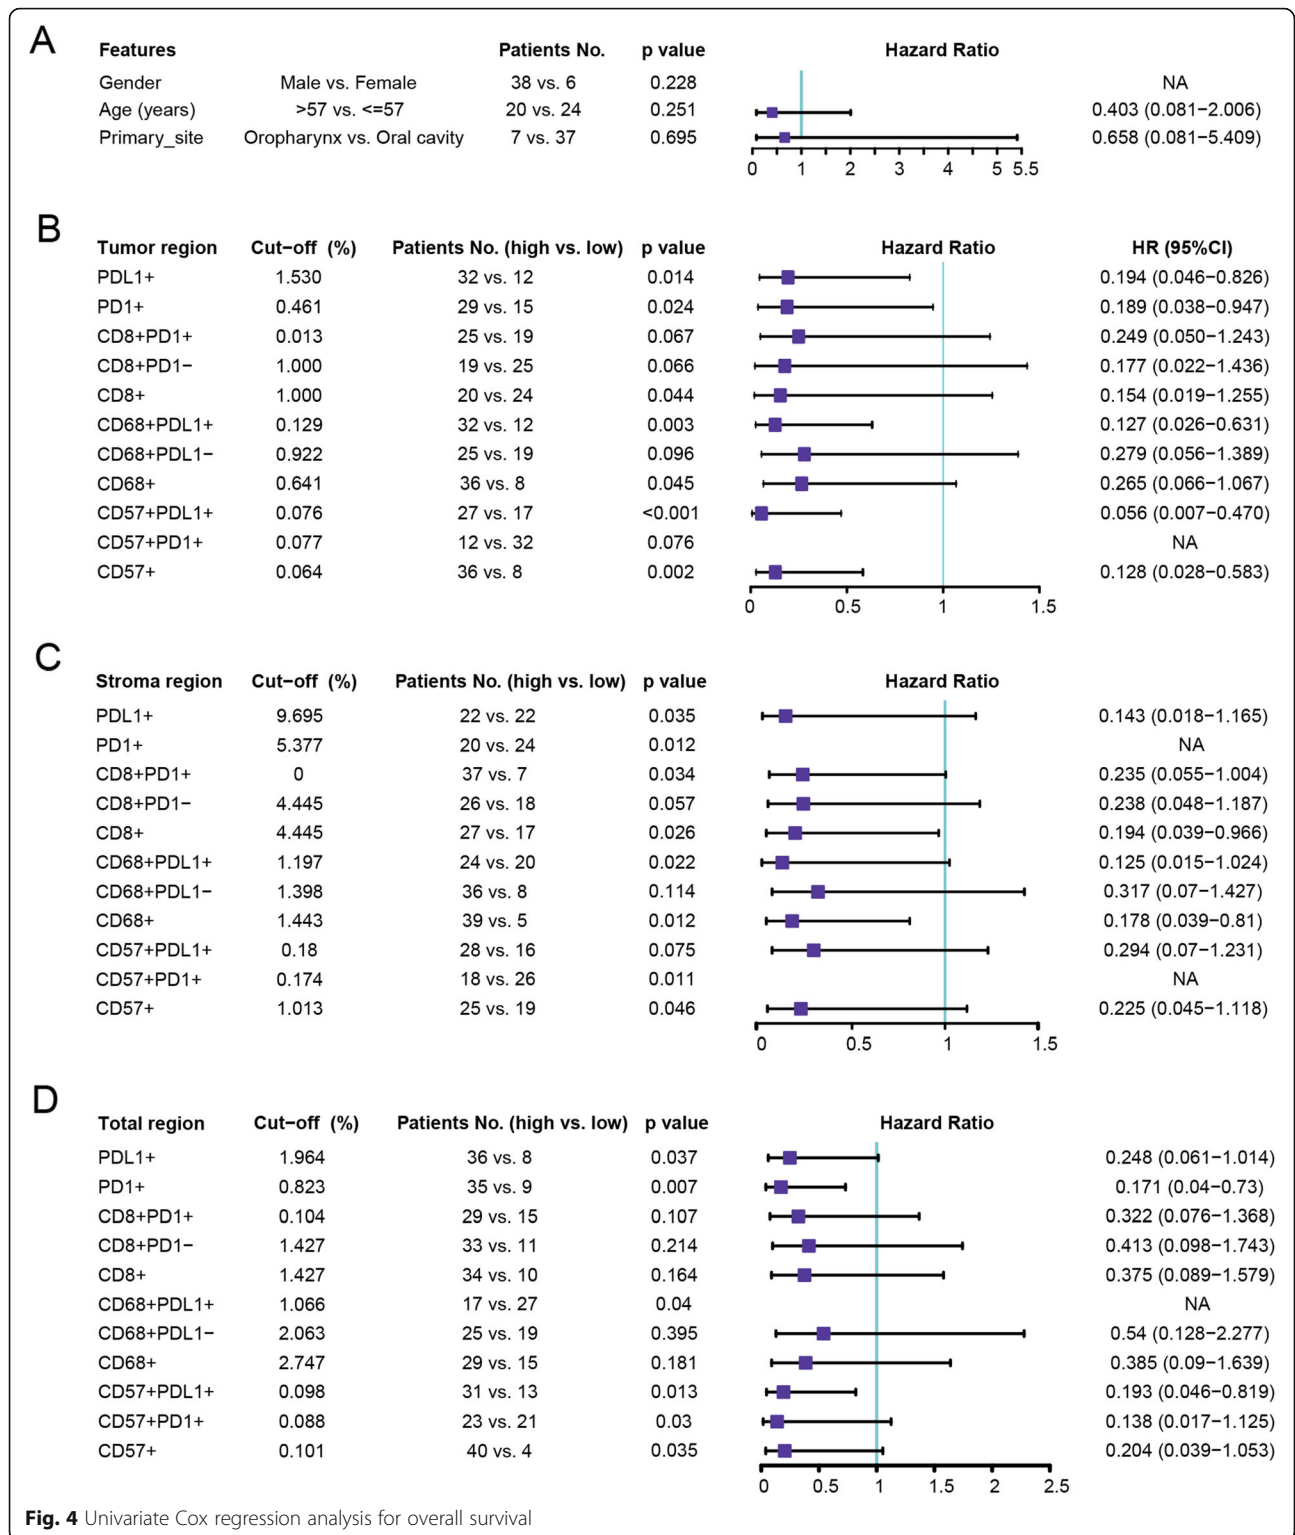 A
Features Patients No. p value Hazard Ratio
Gender Male vs. Female 38 vs. 6 0.228 NA
Age (years) >57 vs. <=57 20 vs. 24 0.251 0.403 (0.081−2.006)
Primary_site Oropharynx vs. Oral cavity 7 vs. 37 0.695 0.658 (0.081−5.409)
0 1 2 3 4 5 5.5
B
Tumor region Cut−off (%) Patients No. (high vs. low) p value Hazard Ratio HR (95%CI)
PDL1+ 1.530 32 vs. 12 0.014 0.194 (0.046−0.826)
PD1+ 0.461 29 vs. 15 0.024 0.189 (0.038−0.947)
CD8+PD1+ 0.013 25 vs. 19 0.067 0.249 (0.050−1.243)
CD8+PD1− 1.000 19 vs. 25 0.066 0.177 (0.022−1.436)
CD8+ 1.000 20 vs. 24 0.044 0.154 (0.019−1.255)
CD68+PDL1+ 0.129 32 vs. 12 0.003 0.127 (0.026−0.631)
CD68+PDL1− 0.922 25 vs. 19 0.096 0.279 (0.056−1.389)
CD68+ 0.641 36 vs. 8 0.045 0.265 (0.066−1.067)
CD57+PDL1+ 0.076 27 vs. 17 <0.001 0.056 (0.007−0.470)
CD57+PD1+ 0.077 12 vs. 32 0.076 NA
CD57+ 0.064 36 vs. 8 0.002 0.128 (0.028−0.583)
0 0.5 1 1.5
C
Stroma region Cut−off (%) Patients No. (high vs. low) p value Hazard Ratio
PDL1+ 9.695 22 vs. 22 0.035 0.143 (0.018−1.165)
PD1+ 5.377 20 vs. 24 0.012 NA
CD8+PD1+ 0 37 vs. 7 0.034 0.235 (0.055−1.004)
CD8+PD1− 4.445 26 vs. 18 0.057 0.238 (0.048−1.187)
CD8+ 4.445 27 vs. 17 0.026 0.194 (0.039−0.966)
CD68+PDL1+ 1.197 24 vs. 20 0.022 0.125 (0.015−1.024)
CD68+PDL1− 1.398 36 vs. 8 0.114 0.317 (0.07−1.427)
CD68+ 1.443 39 vs. 5 0.012 0.178 (0.039−0.81)
CD57+PDL1+ 0.18 28 vs. 16 0.075 0.294 (0.07−1.231)
CD57+PD1+ 0.174 18 vs. 26 0.011 NA
CD57+ 1.013 25 vs. 19 0.046 0.225 (0.045−1.118)
0 0.5 1 1.5
D
Total region Cut−off (%) Patients No. (high vs. low) p value Hazard Ratio
PDL1+ 1.964 36 vs. 8 0.037 0.248 (0.061−1.014)
PD1+ 0.823 35 vs. 9 0.007 0.171 (0.04−0.73)
CD8+PD1+ 0.104 29 vs. 15 0.107 0.322 (0.076−1.368)
CD8+PD1− 1.427 33 vs. 11 0.214 0.413 (0.098−1.743)
CD8+ 1.427 34 vs. 10 0.164 0.375 (0.089−1.579)
CD68+PDL1+ 1.066 17 vs. 27 0.04 NA
CD68+PDL1− 2.063 25 vs. 19 0.395 0.54 (0.128−2.277)
CD68+ 2.747 29 vs. 15 0.181 0.385 (0.09−1.639)
CD57+PDL1+ 0.098 31 vs. 13 0.013 0.193 (0.046−0.819)
CD57+PD1+ 0.088 23 vs. 21 0.03 0.138 (0.017−1.125)
CD57+ 0.101 40 vs. 4 0.035 0.204 (0.039−1.053)
0 0.5 1 1.5 2 2.5
Fig. 4 Univariate Cox regression analysis for overall survival